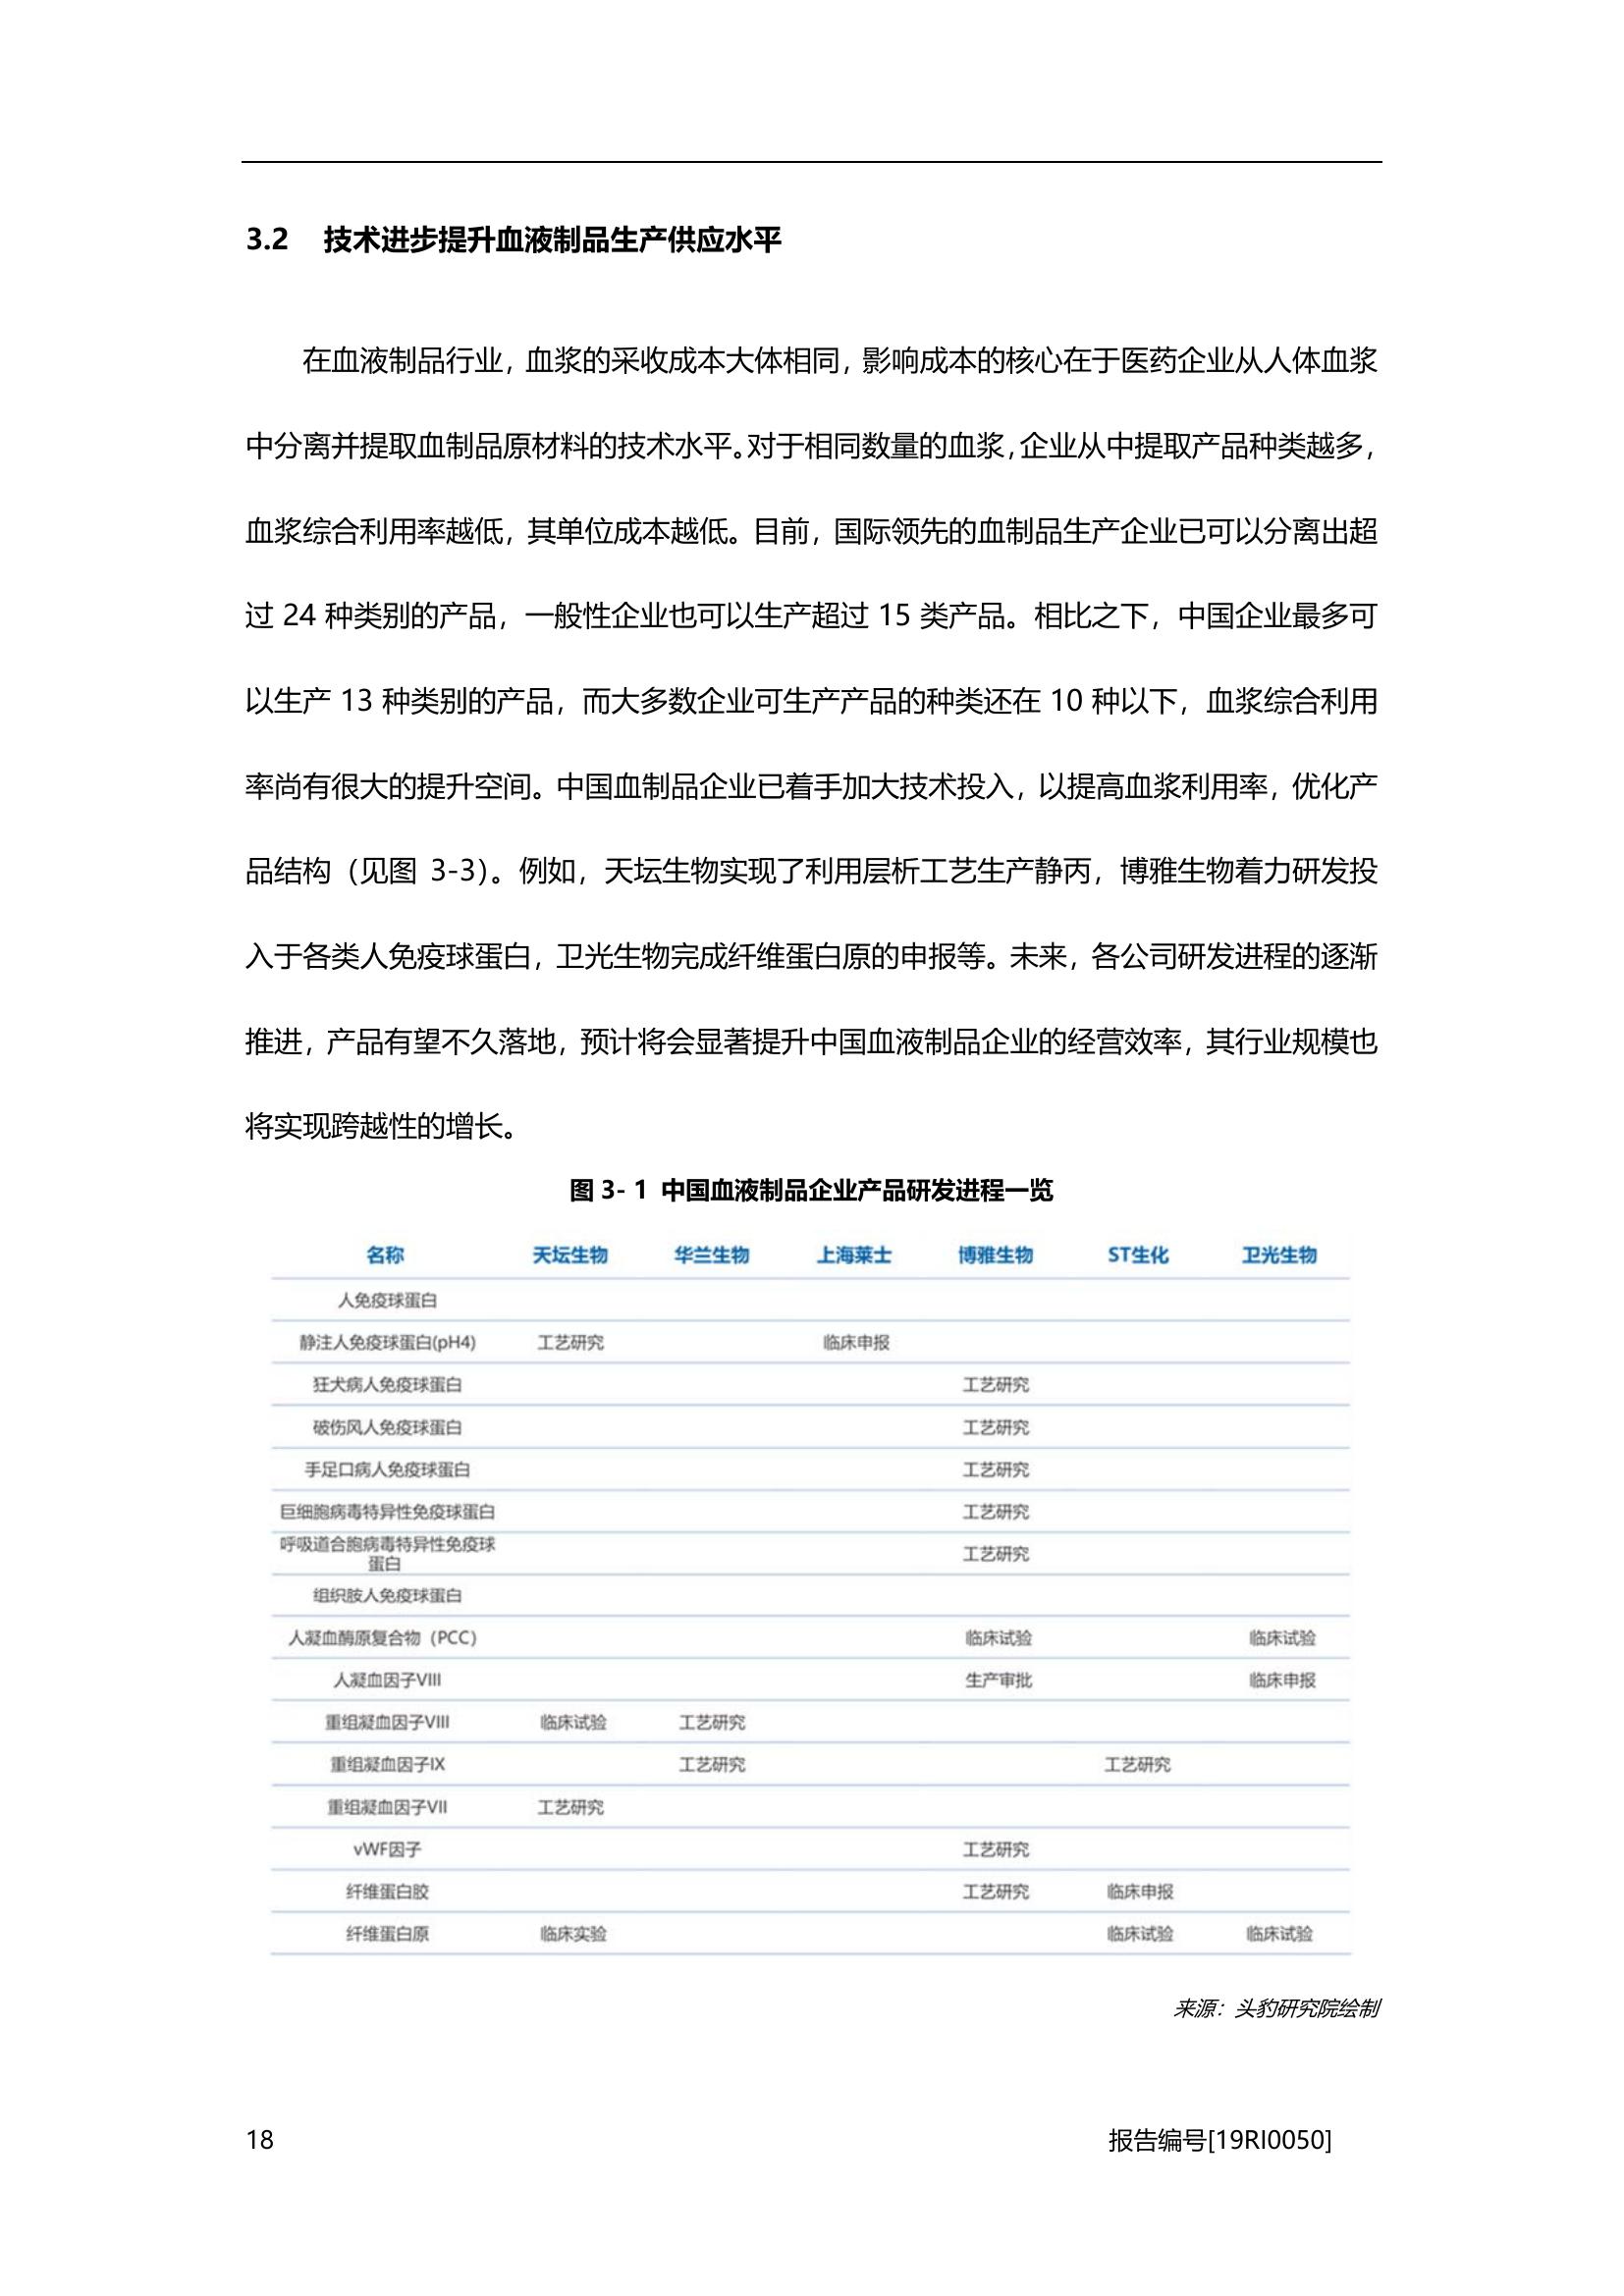 3.2 技术进步提升血液制品生产供应水平
在血液制品行业，血浆的采收成本大体相同，影响成本的核心在于医药企业从人体血浆
中分离并提取血制品原材料的技术水平。对于相同数量的血浆，企业从中提取产品种类越多，
血浆综合利用率越低，其单位成本越低。目前，国际领先的血制品生产企业已可以分离出超
过 24 种类别的产品，一般性企业也可以生产超过 15 类产品。相比之下，中国企业最多可
以生产 13 种类别的产品，而大多数企业可生产产品的种类还在 10 种以下，血浆综合利用
率尚有很大的提升空间。中国血制品企业已着手加大技术投入，以提高血浆利用率，优化产
品结构（见图 3-3）。例如，天坛生物实现了利用层析工艺生产静丙，博雅生物着力研发投
入于各类人免疫球蛋白，卫光生物完成纤维蛋白原的申报等。未来，各公司研发进程的逐渐
推进，产品有望不久落地，预计将会显著提升中国血液制品企业的经营效率，其行业规模也
将实现跨越性的增长。
图 3- 1 中国血液制品企业产品研发进程一览
名称 天坛生物 华兰生物 上海莱士 博雅生物 ST生化 卫光生物
人免疫球蛋白
静注人免疫球蛋白(pH4) 工艺研究 临床申报
狂犬病人免疫球蛋白 工艺研究
破伤风人免疫球蛋白 工艺研究
手足口病人免疫球蛋白 工艺研究
巨细胞病毒特异性免疫球蛋白 工艺研究
呼吸道合胞病毒特异性免疫球
蛋白 工艺研究
组织胺人免疫球蛋白
人凝血酶原复合物（PCC） 临床试验 临床试验
人凝血因子VIII 生产审批 临床申报
重组凝血因子VIII 临床试验 工艺研究
重组凝血因子IX 工艺研究 工艺研究
重组凝血因子VII 工艺研究
vWF因子 工艺研究
纤维蛋白胶 工艺研究 临床申报
纤维蛋白原 临床实验 临床试验 临床试验
来源：头豹研究院绘制
18 报告编号[19RI0050]